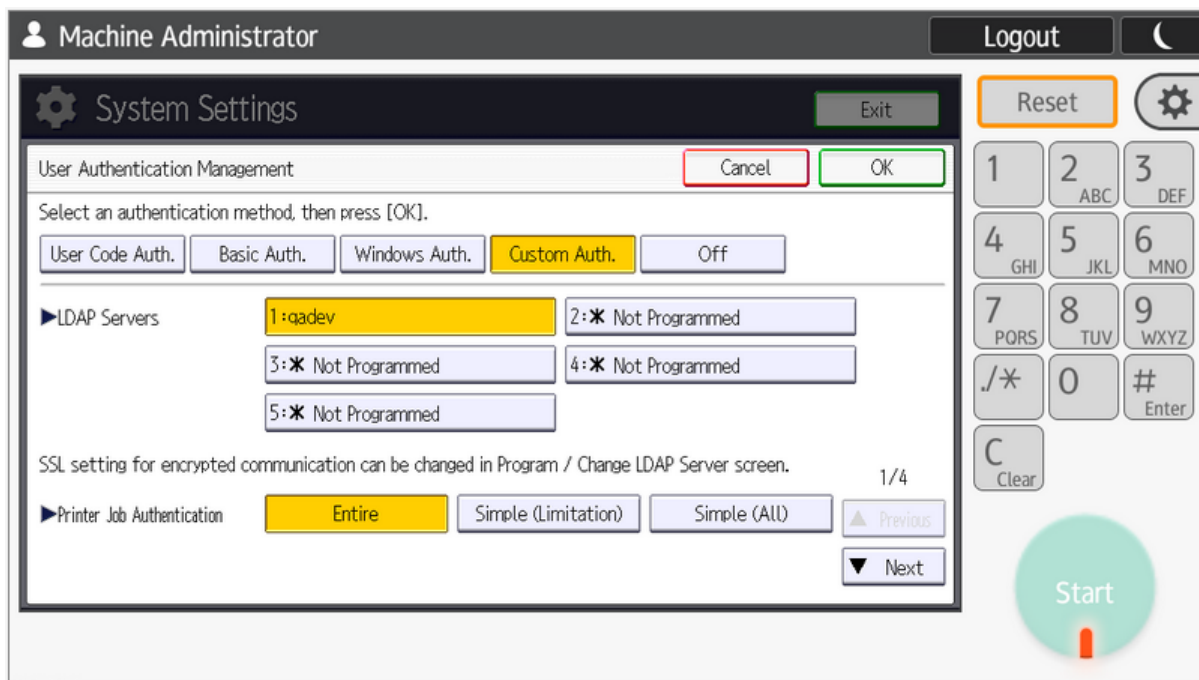 Machine Administrator Logout
System Settings Exit
Reset
User Authentication Management Cancel OK
Select an authentication method, then press [OK].
User Code Auth. Basic Auth. Windows Auth. Custom Auth. Off
▶LDAP Servers 1:qadev 2:✱ Not Programmed
3:✱ Not Programmed 4:✱ Not Programmed
5:✱ Not Programmed
SSL setting for encrypted communication can be changed in Program / Change LDAP Server screen.
1/4
▶Printer Job Authentication Entire Simple (Limitation) Simple (All) ▲ Previous
▼ Next
1 2 ABC 3 DEF
4 GHI 5 JKL 6 MNO
7 PQRS 8 TUV 9 WXYZ
./✱ 0 # Enter
C Clear
Start